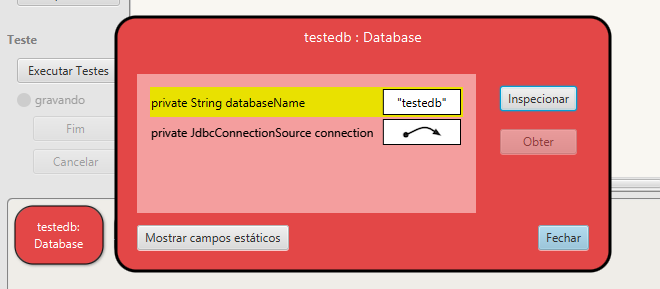 testedb : Database
Teste
Executar Testes
gravando
Fim
Cancelar
private String databaseName
"testedb"
Inspecionar
private JdbcConnectionSource connection
Obter
Mostrar campos estáticos
Fechar
testedb:
Database